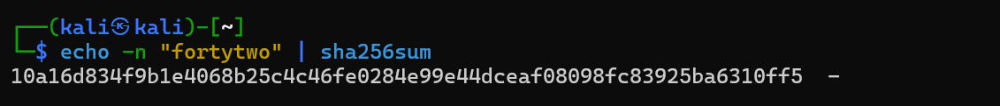 ┌──(kali㉿kali)-[~]
└─$ echo -n "fortytwo" | sha256sum
10a16d834f9b1e4068b25c4c46fe0284e99e44dceaf08098fc83925ba6310ff5  -